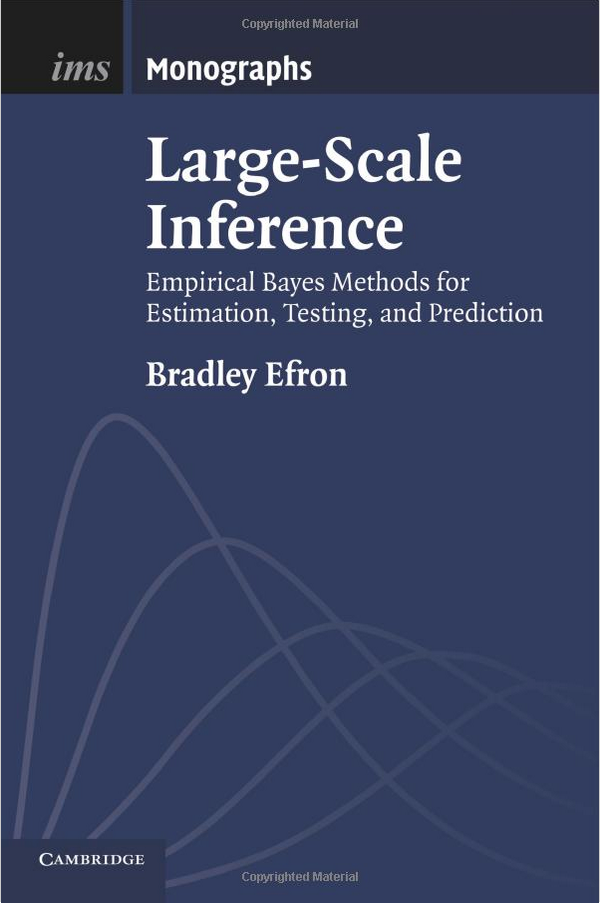 Copyrighted Material
ims
Monographs
Large-Scale
Inference
Empirical Bayes Methods for
Estimation, Testing, and Prediction
Bradley Efron
CAMBRIDGE
Copyrighted Material